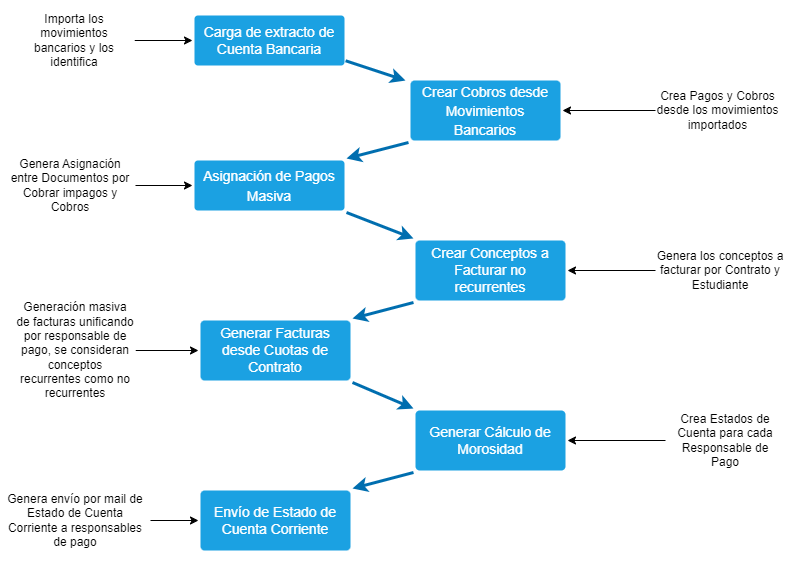 Importa los
movimientos
bancarios y los
identifica
Carga de extracto de
Cuenta Bancaria
Crear Cobros desde
Movimientos
Bancarios
Crea Pagos y Cobros
desde los movimientos
importados
Genera Asignación
entre Documentos por
Cobrar impagos y
Cobros
Asignación de Pagos
Masiva
Crear Conceptos a
Facturar no
recurrentes
Genera los conceptos a
facturar por Contrato y
Estudiante
Generación masiva
de facturas unificando
por responsable de
pago, se consideran
conceptos
recurrentes como no
recurrentes
Generar Facturas
desde Cuotas de
Contrato
Generar Cálculo de
Morosidad
Crea Estados de
Cuenta para cada
Responsable de
Pago
Genera envío por mail de
Estado de Cuenta
Corriente a responsables
de pago
Envío de Estado de
Cuenta Corriente